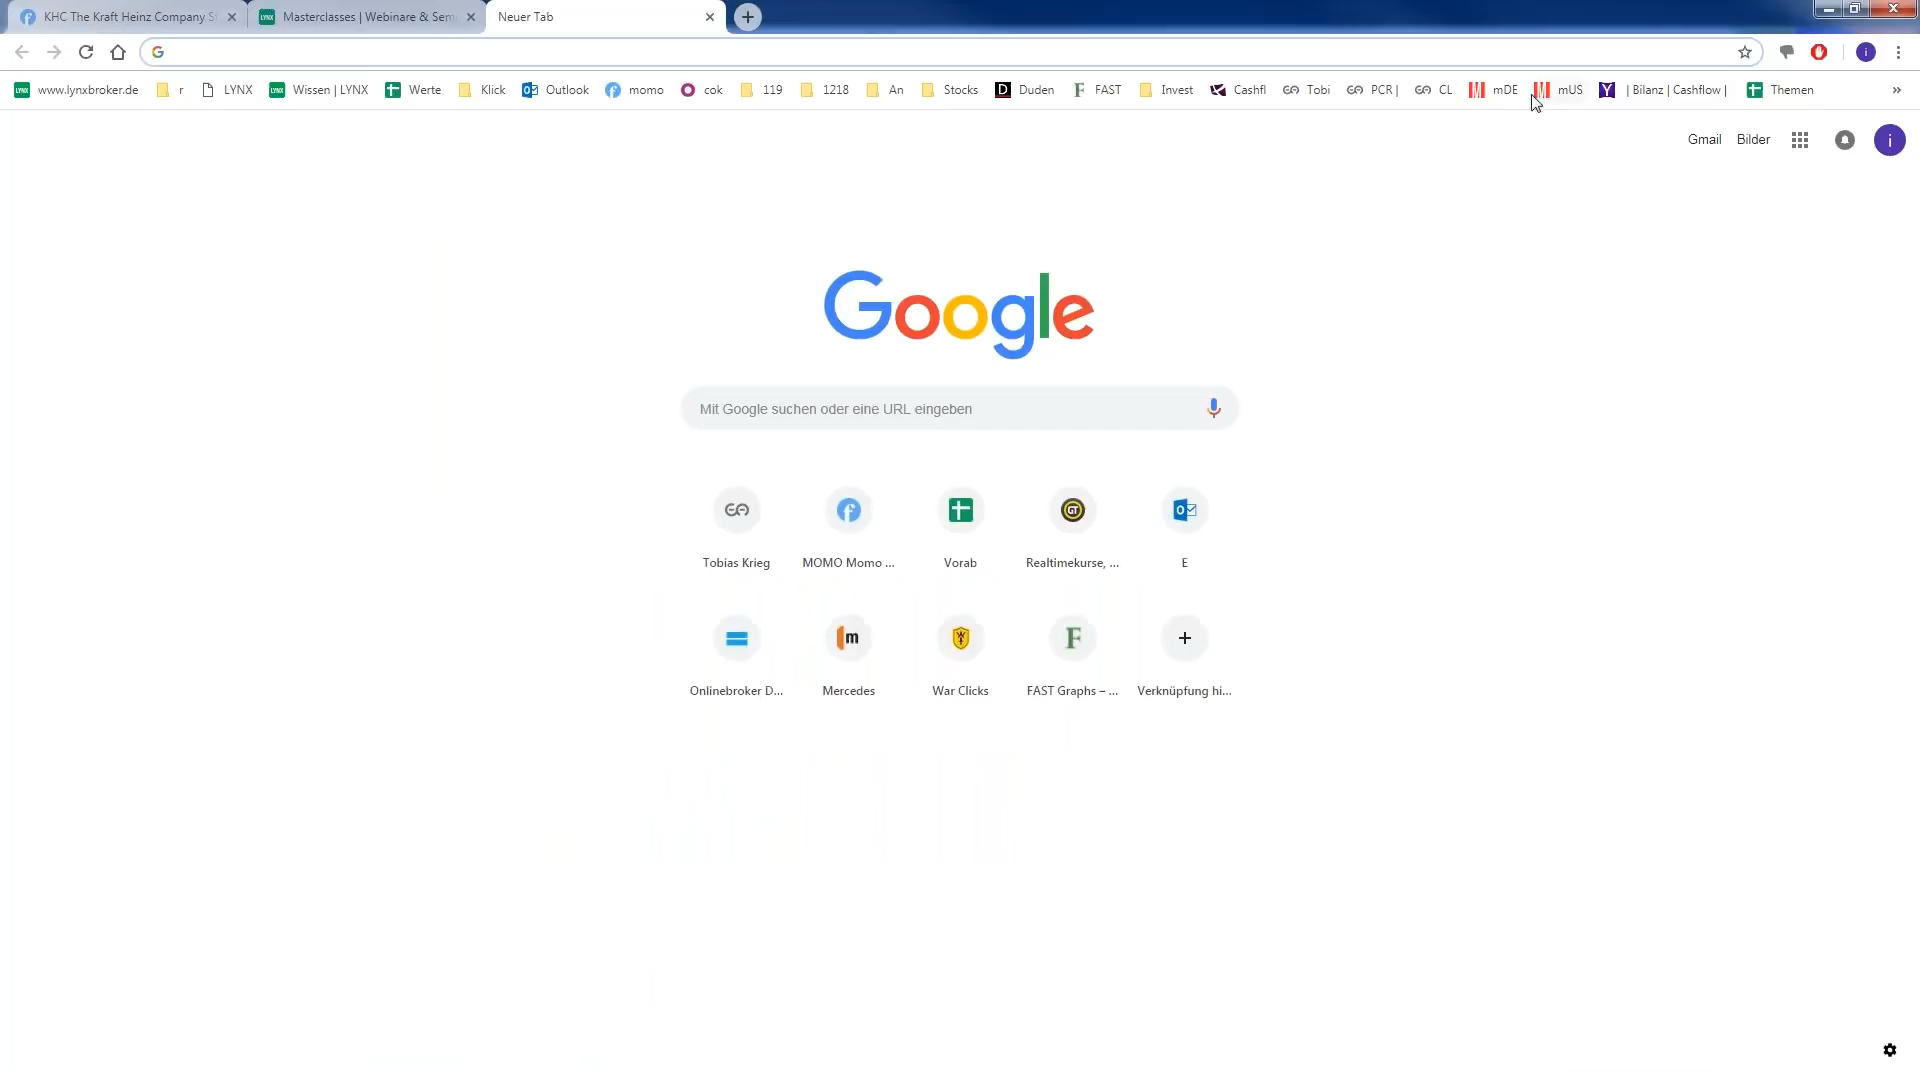 KHC The Kraft Heinz Company St
Masterclasses | Webinare & Sem
Neuer Tab
www.lynxbroker.de
r
LYNX
Wissen | LYNX
Werte
Klick
Outlook
momo
cok
119
1218
An
Stocks
Duden
FAST
Invest
Cashfl
Tobi
PCR |
CL
mDE
mUS
| Bilanz | Cashflow |
Themen
»
Gmail
Bilder
i
Google
Mit Google suchen oder eine URL eingeben
Tobias Krieg
MOMO Momo ...
Vorab
Realtimekurse, ...
E
Onlinebroker D...
Mercedes
War Clicks
FAST Graphs – ...
Verknüpfung hi...